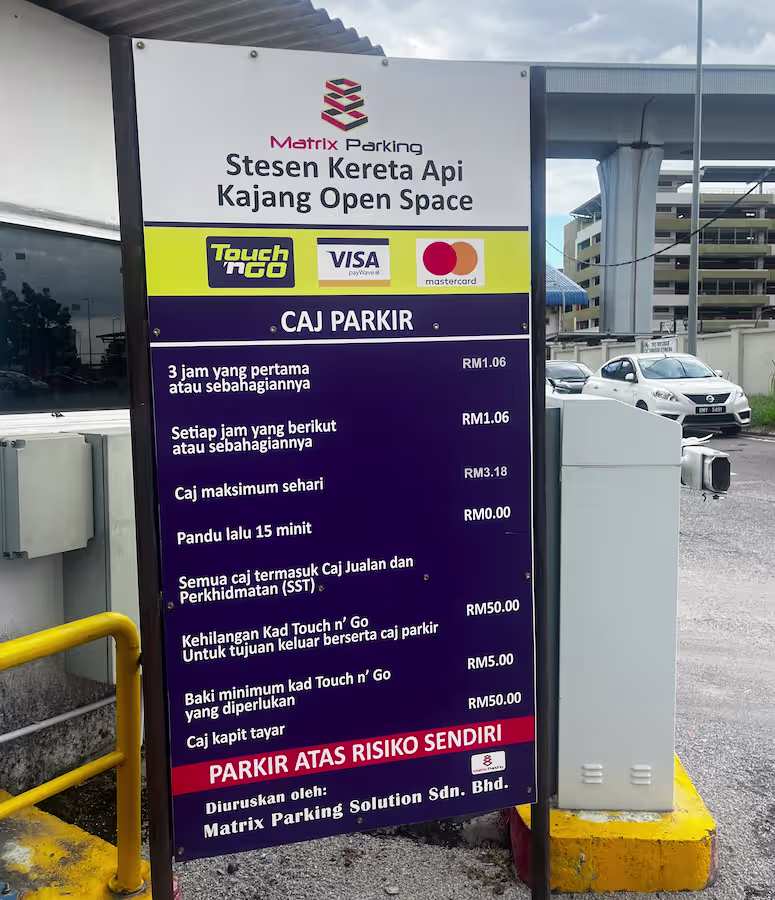 Matrix Parking
Stesen Kereta Api
Kajang Open Space
Touch
'n GO
VISA
payWave
mastercard
CAJ PARKIR
3 jam yang pertama
atau sebahagiannya
RM1.06
Setiap jam yang berikut
atau sebahagiannya
RM1.06
Caj maksimum sehari
RM3.18
Pandu lalu 15 minit
RM0.00
Semua caj termasuk Caj Jualan dan
Perkhidmatan (SST)
Kehilangan Kad Touch n' Go
Untuk tujuan keluar berserta caj parkir
RM50.00
Baki minimum kad Touch n' Go
yang diperlukan
RM5.00
Caj kapit tayar
RM50.00
PARKIR ATAS RISIKO SENDIRI
Matrix Parking
Diuruskan oleh:
Matrix Parking Solution Sdn. Bhd.